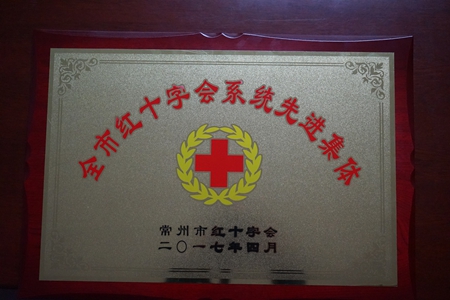 全市红十字会系统先进集体
常州市红十字会
二〇一七年四月